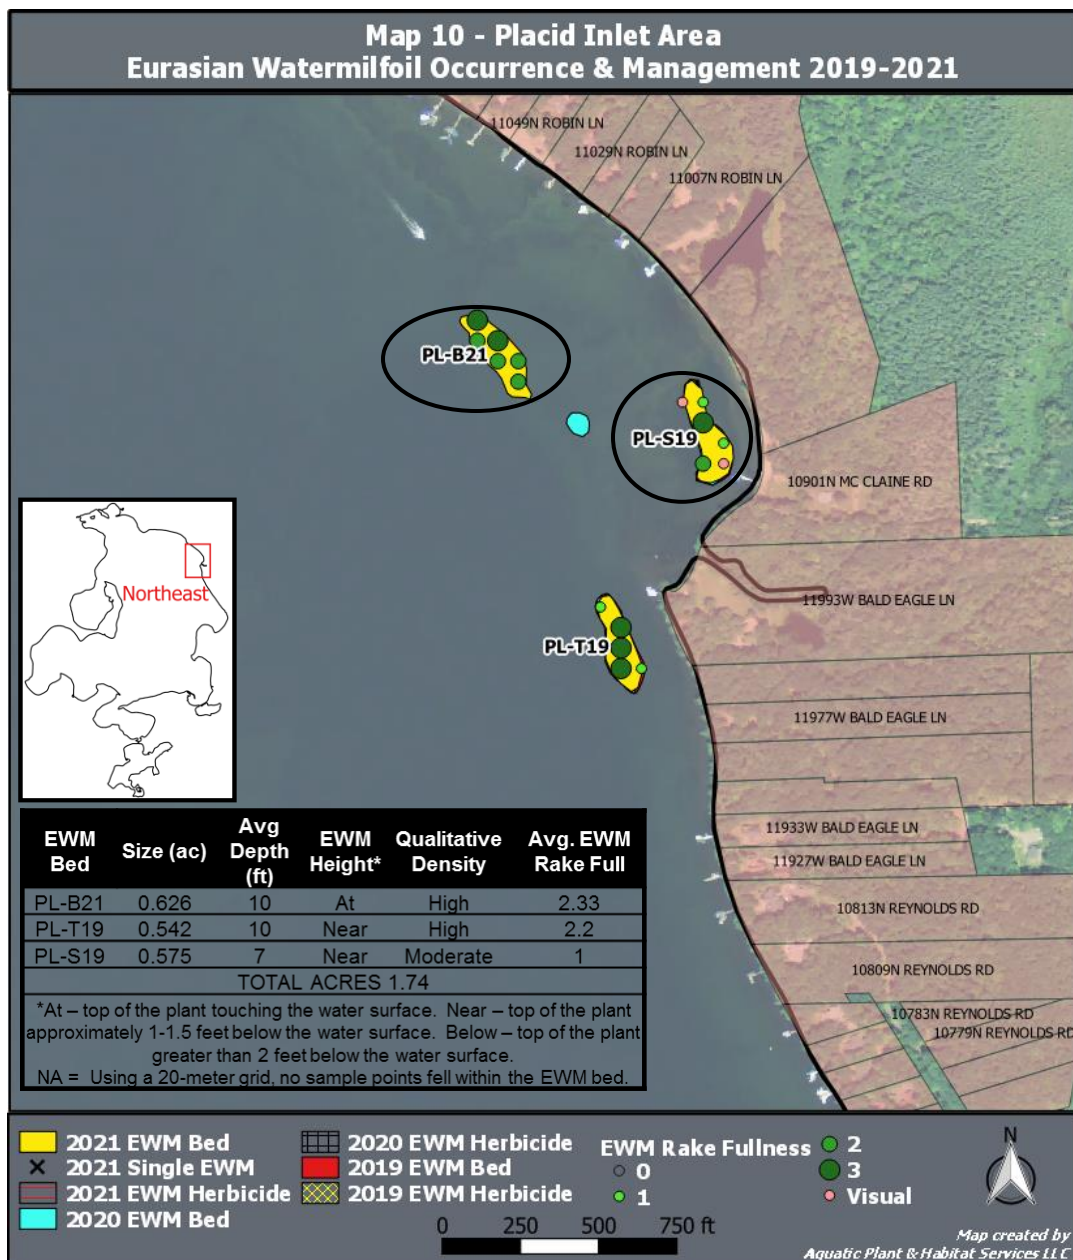 Map 10 - Placid Inlet Area
Eurasian Watermilfoil Occurrence & Management 2019-2021
11049N ROBIN LN
11029N ROBIN LN
11007N ROBIN LN
PL-B21
PL-S19
10901N MC CLAINE RD
Northeast
11993W BALD EAGLE LN
PL-T19
11977W BALD EAGLE LN
11933W BALD EAGLE LN
11927W BALD EAGLE LN
10813N REYNOLDS RD
10809N REYNOLDS RD
10783N REYNOLDS RD
10779N REYNOLDS RD
EWM Bed Size (ac) Avg Depth (ft) EWM Height* Qualitative Density Avg. EWM Rake Full
PL-B21 0.626 10 At High 2.33
PL-T19 0.542 10 Near High 2.2
PL-S19 0.575 7 Near Moderate 1
TOTAL ACRES 1.74
*At – top of the plant touching the water surface. Near – top of the plant
approximately 1-1.5 feet below the water surface. Below – top of the plant
greater than 2 feet below the water surface.
NA = Using a 20-meter grid, no sample points fell within the EWM bed.
2021 EWM Bed
2021 Single EWM
2021 EWM Herbicide
2020 EWM Bed
2020 EWM Herbicide
2019 EWM Bed
2019 EWM Herbicide
EWM Rake Fullness
0
1
2
3
Visual
0 250 500 750 ft
N
Map created by
Aquatic Plant & Habitat Services LLC